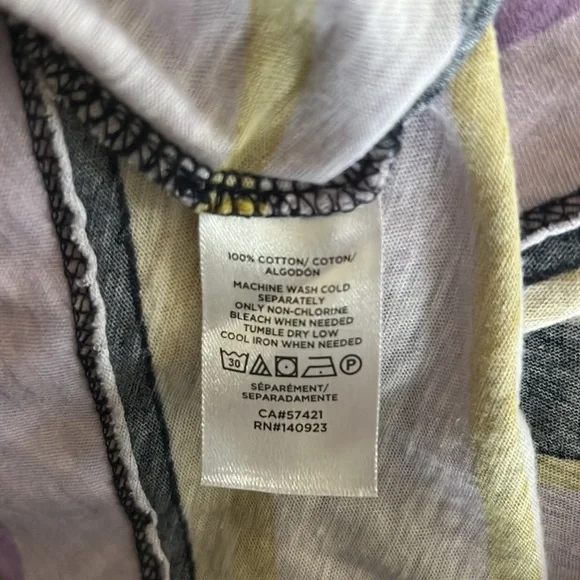 100% COTTON/ COTON/
ALGODÓN
MACHINE WASH COLD
SEPARATELY
ONLY NON-CHLORINE
BLEACH WHEN NEEDED
TUMBLE DRY LOW
COOL IRON WHEN NEEDED
30 P
SÉPARÉMENT/
SEPARADAMENTE
CA#57421
RN#140923